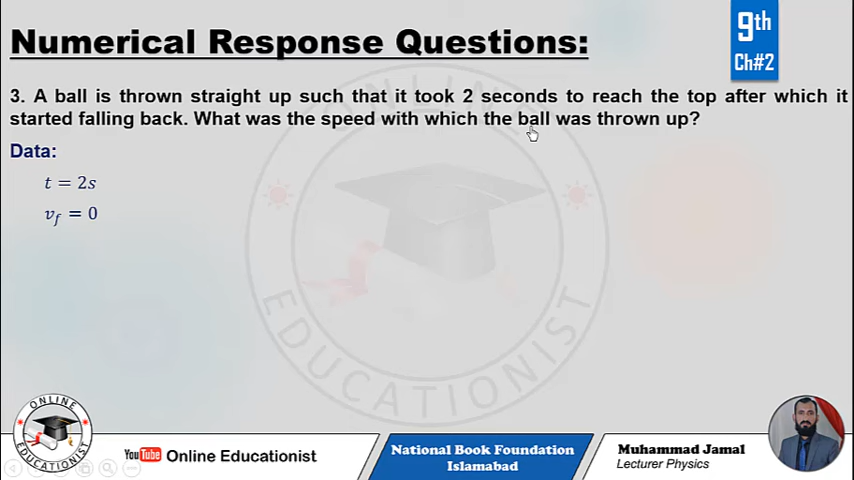 Numerical Response Questions:
9th
Ch#2
3. A ball is thrown straight up such that it took 2 seconds to reach the top after which it
started falling back. What was the speed with which the ball was thrown up?
Data:
t = 2s
v_f = 0
ONLINE
EDUCATIONIST
ONLINE
EDUCATIONIST
YouTube Online Educationist
National Book Foundation
Islamabad
Muhammad Jamal
Lecturer Physics